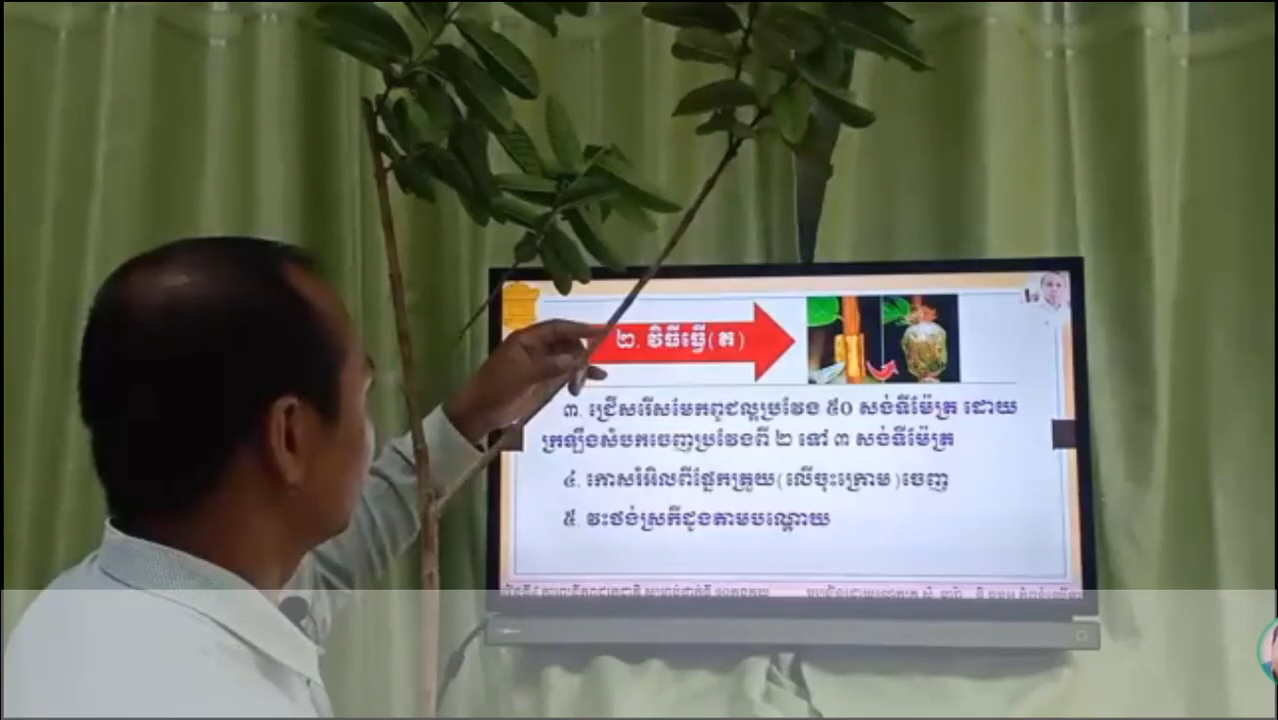 ២. វិធីធ្វើ(ត)
៣. ជ្រើសរើសមែកពូជល្អប្រវែង ៥០ សង់ទីម៉ែត្រ ដោយ
ក្រឡឹងសំបកចេញប្រវែងពី ២ ទៅ ៣ សង់ទីម៉ែត្រ
៤. កោសរំអិលពីផ្នែកត្រួយ(លើចុះក្រោម)ចេញ
៥. វះថង់ស្រកីដូងតាមបណ្តោយ